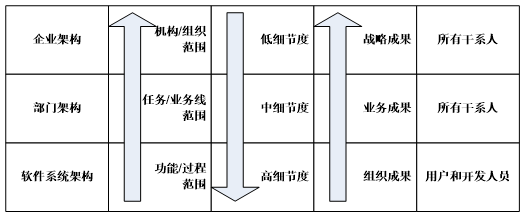 企业架构
机构/组织
范围
低细节度
战略成果
所有干系人
部门架构
任务/业务线
范围
中细节度
业务成果
所有干系人
软件系统架构
功能/过程
范围
高细节度
组织成果
用户和开发人员